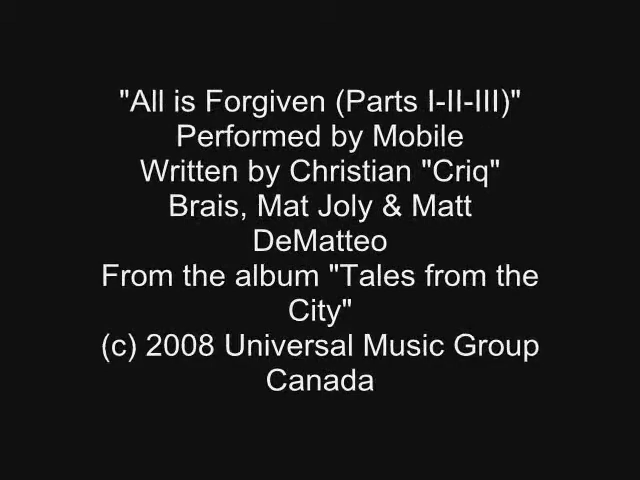 "All is Forgiven (Parts I-II-III)"
Performed by Mobile
Written by Christian "Criq"
Brais, Mat Joly & Matt
DeMatteo
From the album "Tales from the
City"
(c) 2008 Universal Music Group
Canada